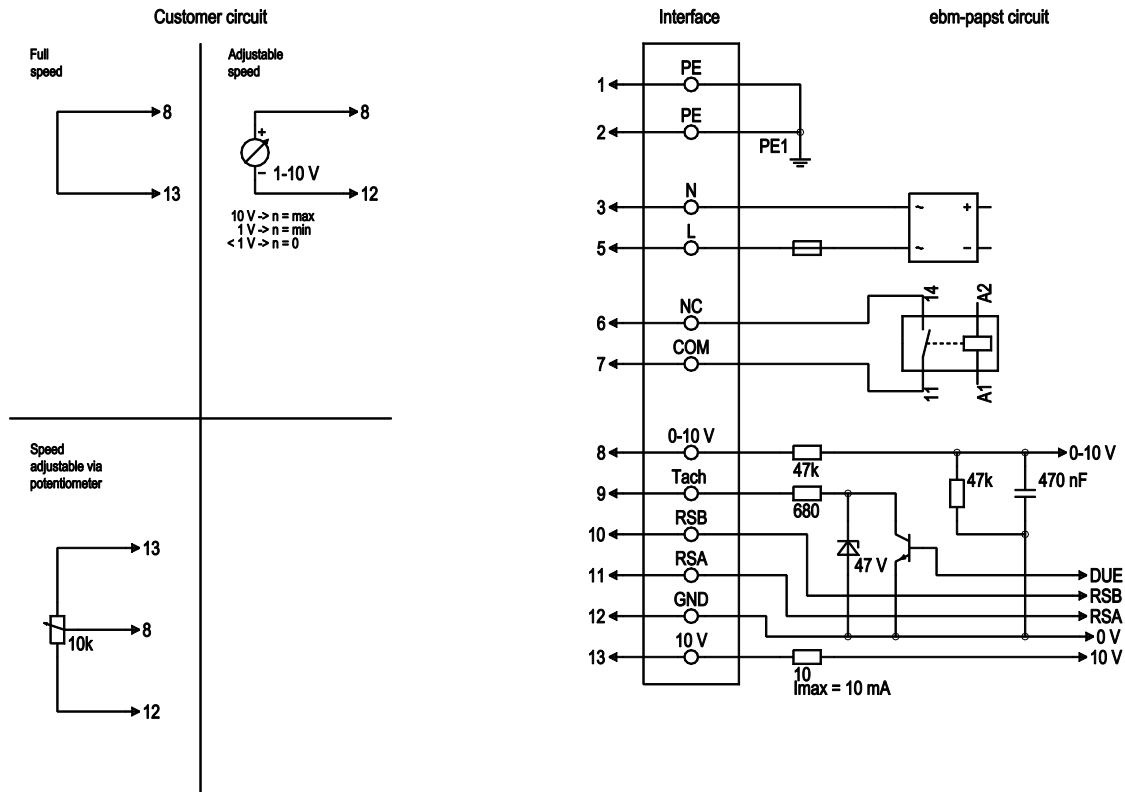 Customer circuit
Interface
ebm-papst circuit
Full
speed
8
13
Adjustable
speed
8
+
−
1-10 V
12
10 V -> n = max
1 V -> n = min
< 1 V -> n = 0
Speed
adjustable via
potentiometer
13
8
10k
12
1
PE
2
PE
PE1
3
N
~
+
5
L
~
−
6
NC
14
A2
7
COM
11
A1
8
0-10 V
47k
0-10 V
9
Tach
680
47k
470 nF
10
RSB
47 V
11
RSA
DUE
RSB
12
GND
RSA
0 V
13
10 V
10
10 V
Imax = 10 mA